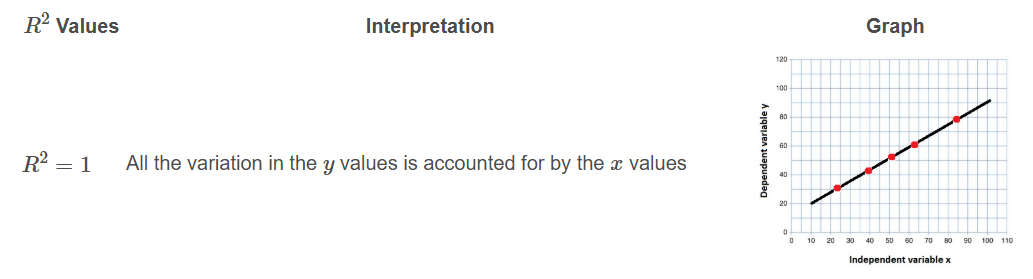 R² Values Interpretation Graph
R² = 1 All the variation in the y values is accounted for by the x values
Dependent variable y
120
100
80
60
40
20
0
0 10 20 30 40 50 60 70 80 90 100 110
Independent variable x